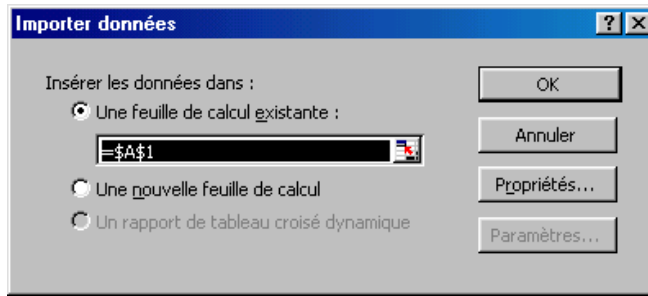 Importer données
Insérer les données dans :
Une feuille de calcul existante :
=$A$1
Une nouvelle feuille de calcul
Un rapport de tableau croisé dynamique
OK
Annuler
Propriétés...
Paramètres...